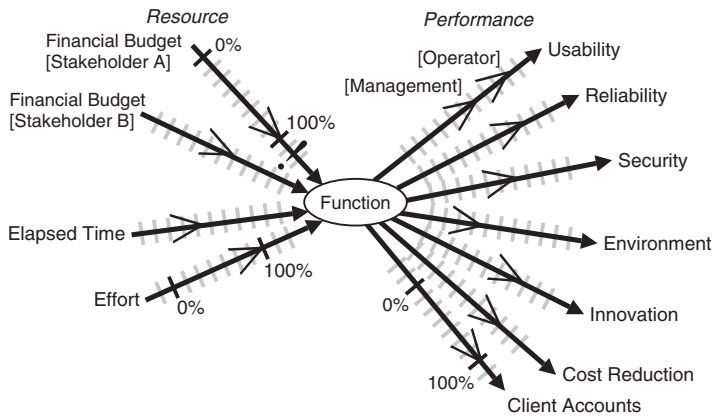 Resource
Performance
Financial Budget
[Stakeholder A]
0%
100%
Financial Budget
[Stakeholder B]
Elapsed Time
Effort
0%
100%
Function
[Operator]
[Management]
Usability
Reliability
Security
Environment
Innovation
Cost Reduction
Client Accounts
0%
100%